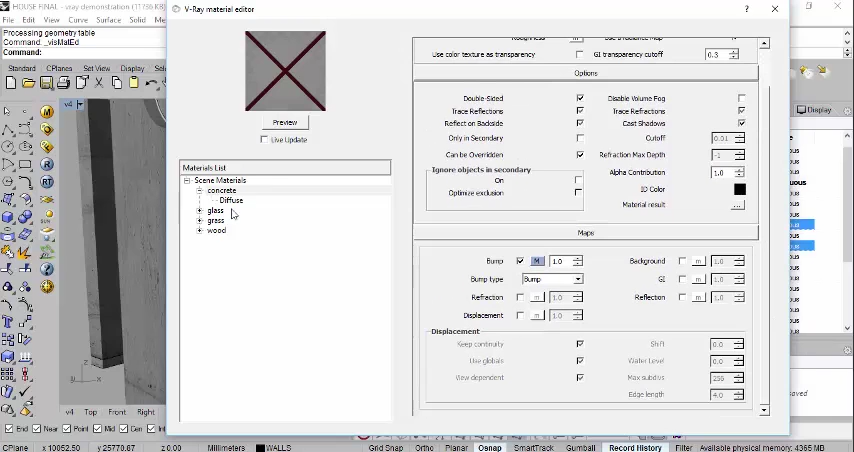 HOUSE FINAL - vray demonstration (11736 KB)
V-Ray material editor
? ×
File Edit View Curve Surface Solid
Processing geometry table
Command: _visMatEd
Command:
Standard CPlanes Set View Display
v4
Preview
Live Update
Materials List
Scene Materials
concrete
Diffuse
glass
grass
wood
Use color texture as transparency
GI transparency cutoff 0.3
Options
Double-Sided
Disable Volume Fog
Trace Reflections
Trace Refractions
Reflect on Backside
Cast Shadows
Only in Secondary
Cutoff 0.01
Can be Overridden
Refraction Max Depth -1
Ignore objects in secondary
On
Optimize exclusion
Alpha Contribution 1.0
ID Color
Material result ...
Maps
Bump M 1.0
Background m 1.0
Bump type Bump
GI m 1.0
Refraction m 1.0
Reflection m 1.0
Displacement m 1.0
Displacement
Keep continuity
Shift 0.0
Use globals
Water Level 0.0
View dependent
Max subdivs 256
Edge length 4.0
Display
ous
uous
saved
z
x
v4 Top Front Right
End Near Point Mid Cen Int
CPlane x 10052.50 y 25770.87 z 0.00 Millimeters WALLS Grid Snap Ortho Planar Osnap SmartTrack Gumball Record History Filter Available physical memory: 4365 MB